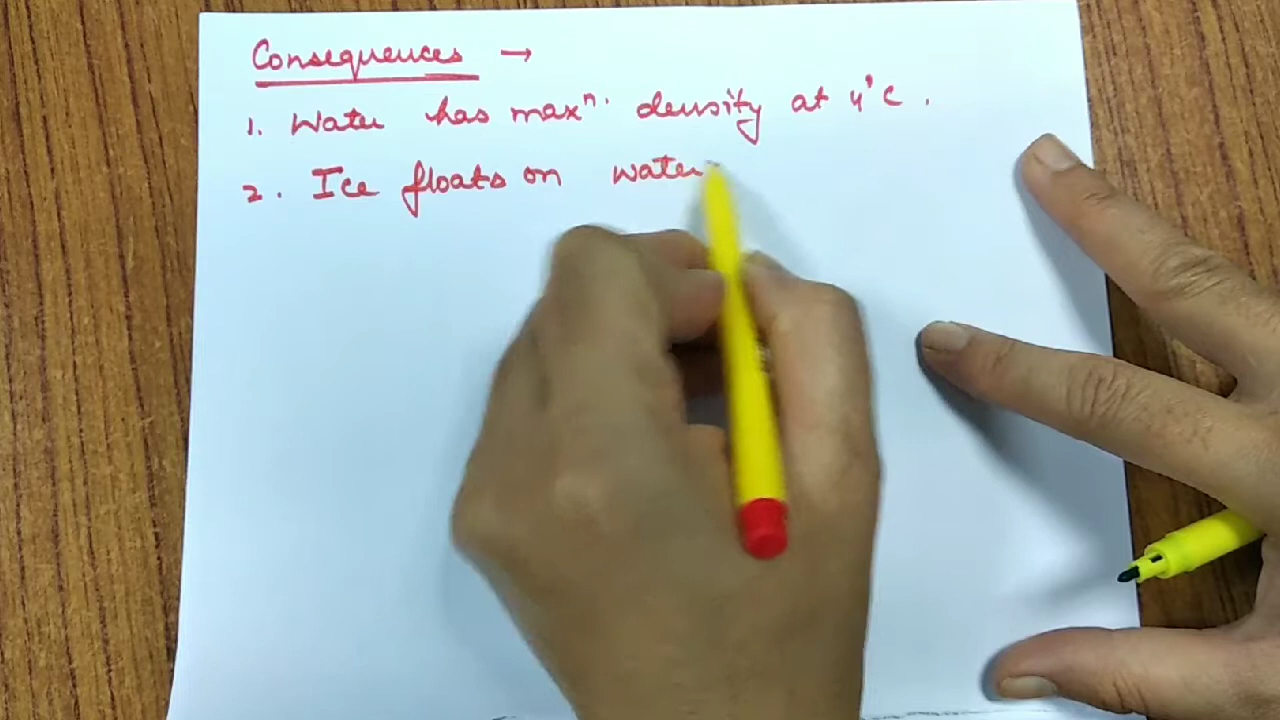 Consequences →
1. Water has maxⁿ. density at 4°C.
2. Ice floats on water